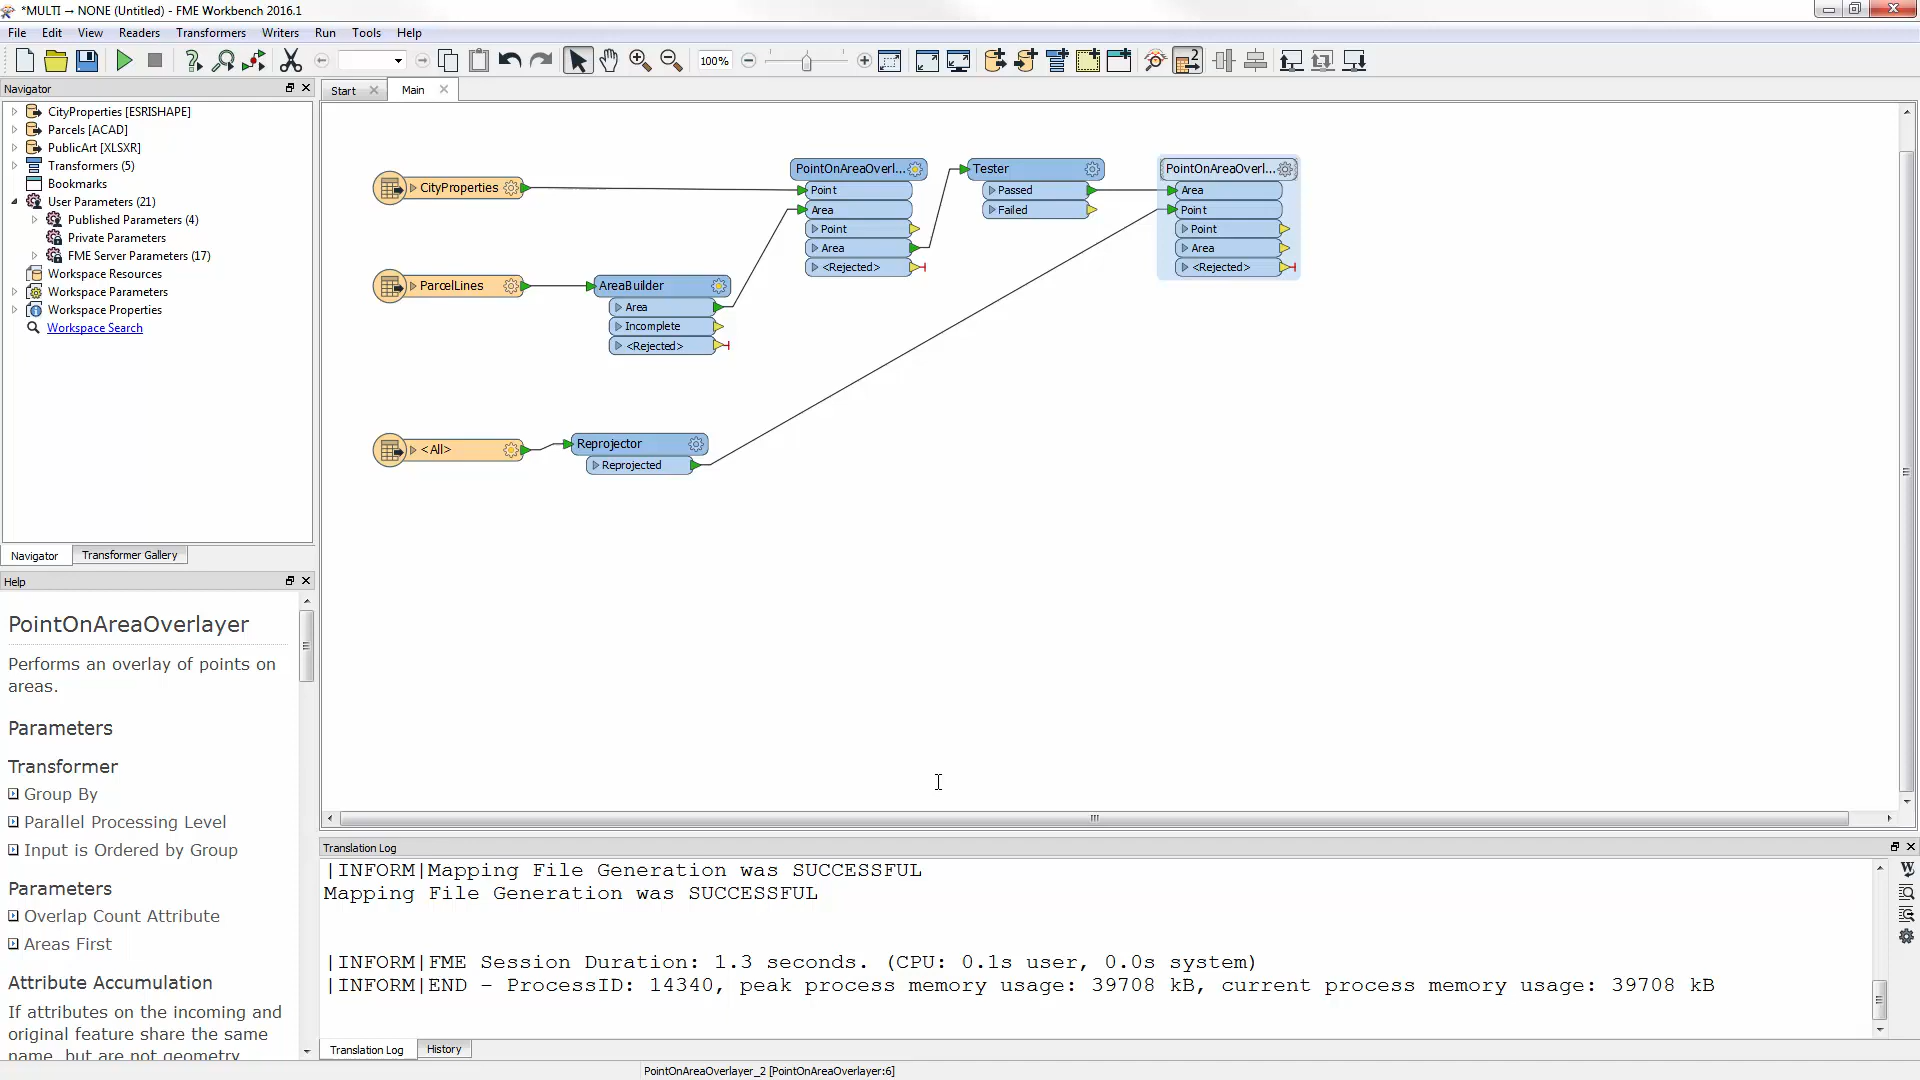 *MULTI → NONE (Untitled) - FME Workbench 2016.1
File Edit View Readers Transformers Writers Run Tools Help
100%
Navigator
CityProperties [ESRISHAPE]
Parcels [ACAD]
PublicArt [XLSXR]
Transformers (5)
Bookmarks
User Parameters (21)
Published Parameters (4)
Private Parameters
FME Server Parameters (17)
Workspace Resources
Workspace Parameters
Workspace Properties
Workspace Search
Navigator Transformer Gallery
Help
PointOnAreaOverlayer
Performs an overlay of points on
areas.
Parameters
Transformer
Group By
Parallel Processing Level
Input is Ordered by Group
Parameters
Overlap Count Attribute
Areas First
Attribute Accumulation
If attributes on the incoming and
original feature share the same
name, but are not geometry
Start Main
CityProperties
ParcelLines
<All>
AreaBuilder
Area
Incomplete
<Rejected>
Reprojector
Reprojected
PointOnAreaOverl...
Point
Area
Point
Area
<Rejected>
Tester
Passed
Failed
PointOnAreaOverl...
Area
Point
Point
Area
<Rejected>
Translation Log
|INFORM|Mapping File Generation was SUCCESSFUL
Mapping File Generation was SUCCESSFUL
|INFORM|FME Session Duration: 1.3 seconds. (CPU: 0.1s user, 0.0s system)
|INFORM|END - ProcessID: 14340, peak process memory usage: 39708 kB, current process memory usage: 39708 kB
Translation Log History
PointOnAreaOverlayer_2 [PointOnAreaOverlayer:6]